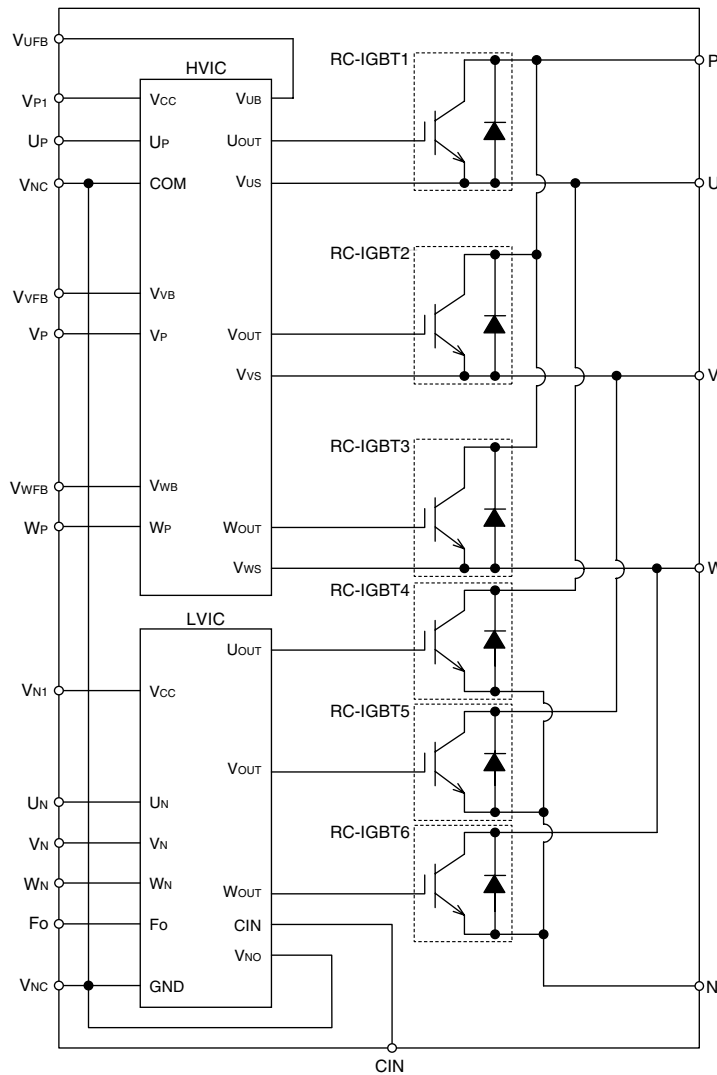 VUFB
HVIC
RC-IGBT1
P
VP1
VCC
VUB
UP
UP
UOUT
VNC
COM
VUS
U
RC-IGBT2
VVFB
VVB
VP
VP
VOUT
VVS
V
RC-IGBT3
VWFB
VWB
WP
WP
WOUT
VWS
W
RC-IGBT4
LVIC
UOUT
VN1
VCC
RC-IGBT5
VOUT
UN
UN
VN
VN
RC-IGBT6
WN
WN
WOUT
Fo
Fo
CIN
VNO
VNC
GND
N
CIN